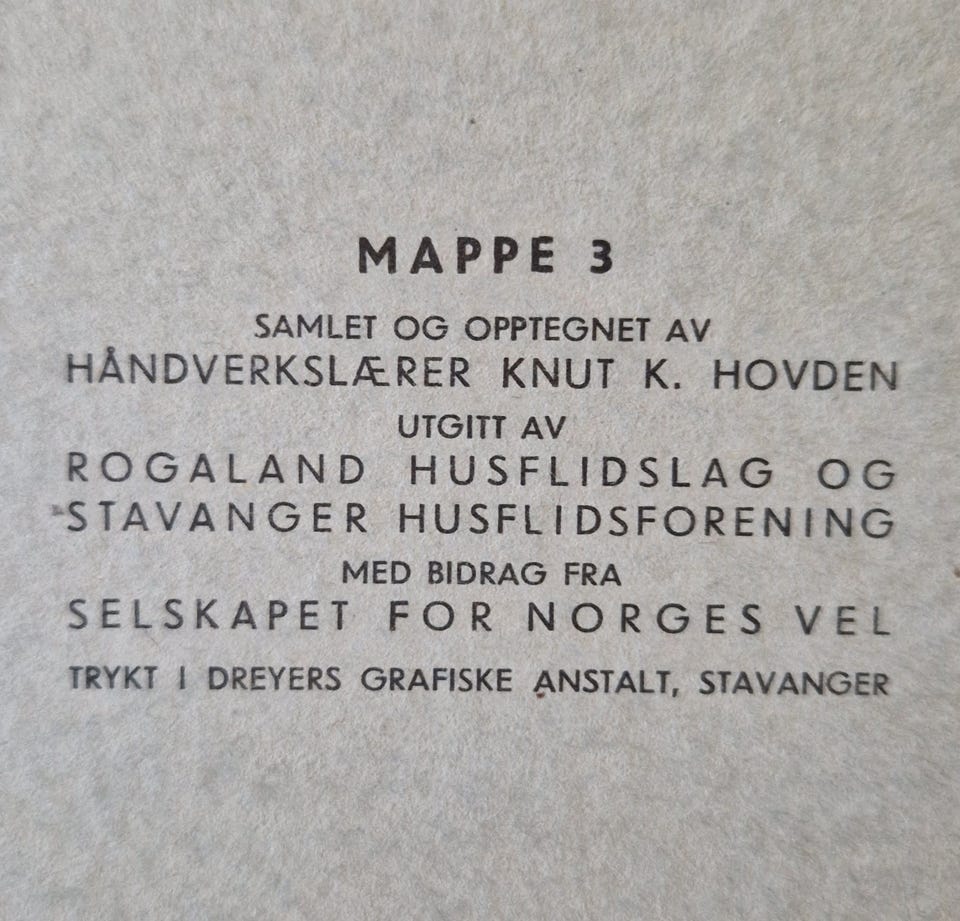 MAPPE 3
SAMLET OG OPPTEGNET AV
HÅNDVERKSLÆRER KNUT K. HOVDEN
UTGITT AV
ROGALAND HUSFLIDSLAG OG
STAVANGER HUSFLIDSFORENING
MED BIDRAG FRA
SELSKAPET FOR NORGES VEL
TRYKT I DREYERS GRAFISKE ANSTALT, STAVANGER